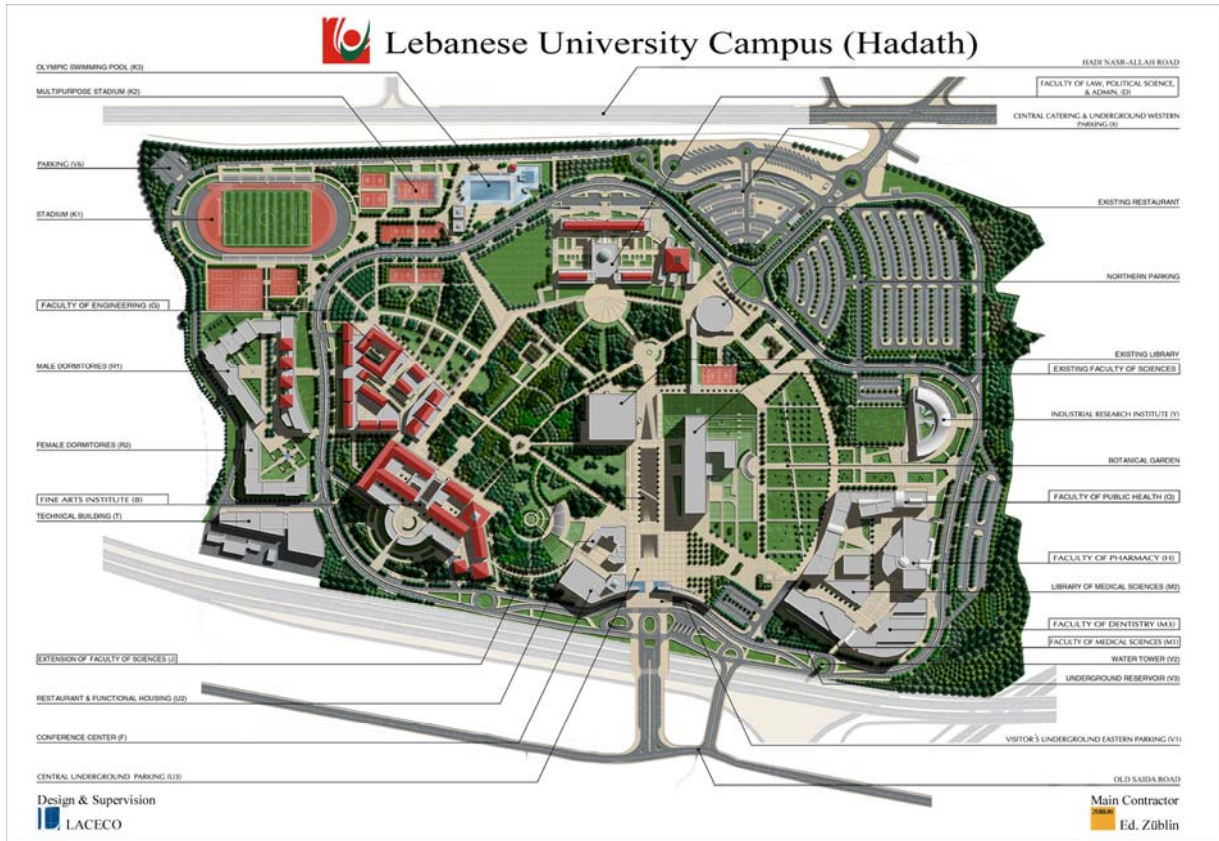 Lebanese University Campus (Hadath)
OLYMPIC SWIMMING POOL (K3)
MULTIPURPOSE STADIUM (K2)
PARKING (V6)
STADIUM (K1)
FACULTY OF ENGINEERING (G)
MALE DORMITORIES (R1)
FEMALE DORMITORIES (R2)
FINE ARTS INSTITUTE (B)
TECHNICAL BUILDING (T)
EXTENSION OF FACULTY OF SCIENCES (J)
RESTAURANT & FUNCTIONAL HOUSING (U2)
CONFERENCE CENTER (F)
CENTRAL UNDERGROUND PARKING (U3)
HADI NASR-ALLAH ROAD
FACULTY OF LAW, POLITICAL SCIENCE,
& ADMIN. (D)
CENTRAL CATERING & UNDERGROUND WESTERN
PARKING (X)
EXISTING RESTAURANT
NORTHERN PARKING
EXISTING LIBRARY
EXISTING FACULTY OF SCIENCES
INDUSTRIAL RESEARCH INSTITUTE (Y)
BOTANICAL GARDEN
FACULTY OF PUBLIC HEALTH (Q)
FACULTY OF PHARMACY (H)
LIBRARY OF MEDICAL SCIENCES (M2)
FACULTY OF DENTISTRY (M3)
FACULTY OF MEDICAL SCIENCES (M1)
WATER TOWER (V2)
UNDERGROUND RESERVOIR (V3)
VISITOR'S UNDERGROUND EASTERN PARKING (V1)
OLD SAIDA ROAD
Design & Supervision
LACECO
Main Contractor
ZÜBLIN
Ed. Züblin